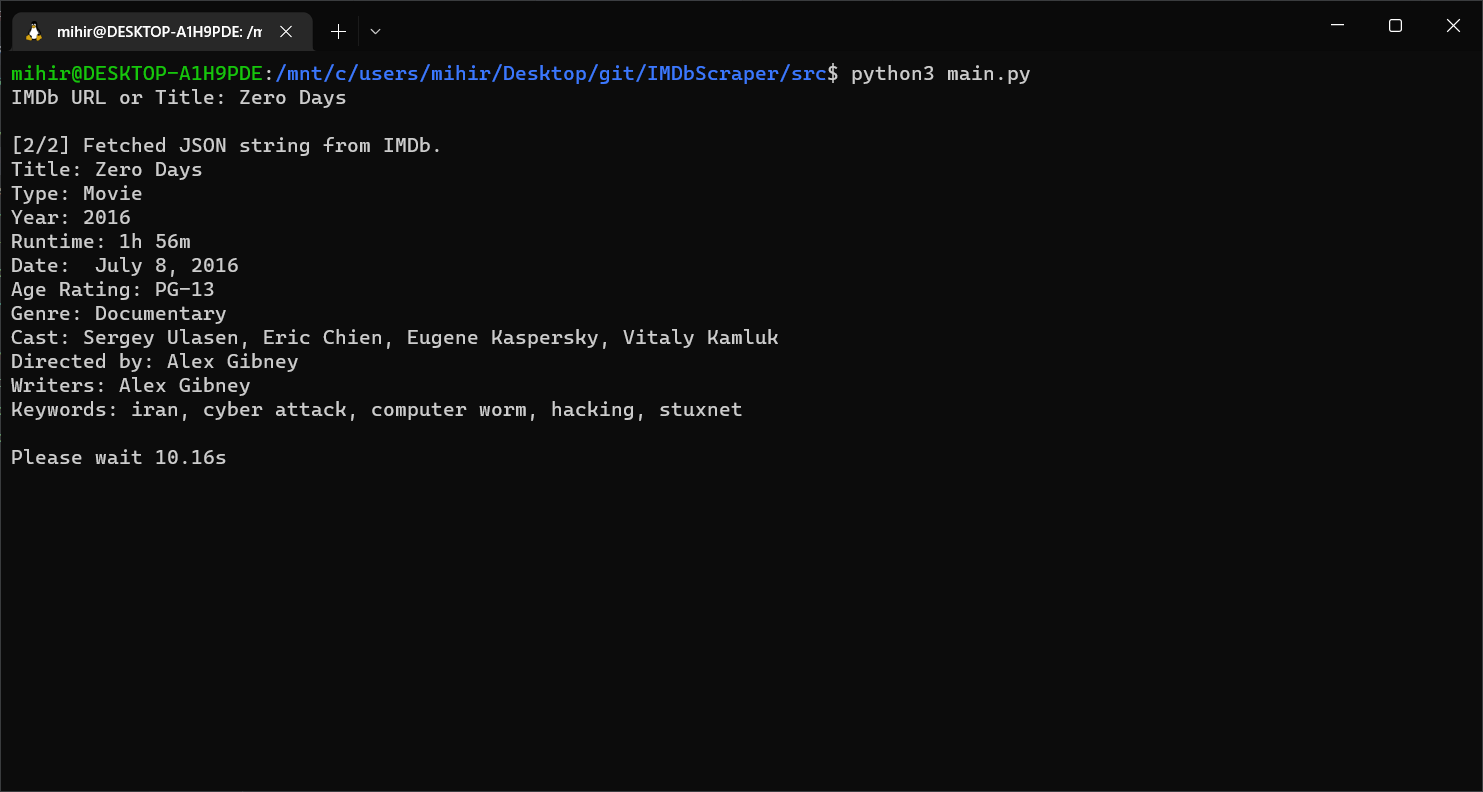 mihir@DESKTOP-A1H9PDE: /m
mihir@DESKTOP-A1H9PDE:/mnt/c/users/mihir/Desktop/git/IMDbScraper/src$ python3 main.py
IMDb URL or Title: Zero Days
[2/2] Fetched JSON string from IMDb.
Title: Zero Days
Type: Movie
Year: 2016
Runtime: 1h 56m
Date:  July 8, 2016
Age Rating: PG-13
Genre: Documentary
Cast: Sergey Ulasen, Eric Chien, Eugene Kaspersky, Vitaly Kamluk
Directed by: Alex Gibney
Writers: Alex Gibney
Keywords: iran, cyber attack, computer worm, hacking, stuxnet
Please wait 10.16s